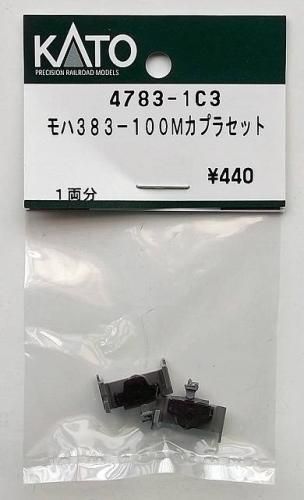 KATO
PRECISION RAILROAD MODELS
4783-1C3
モハ383-100Mカプラセット
¥440
1両分